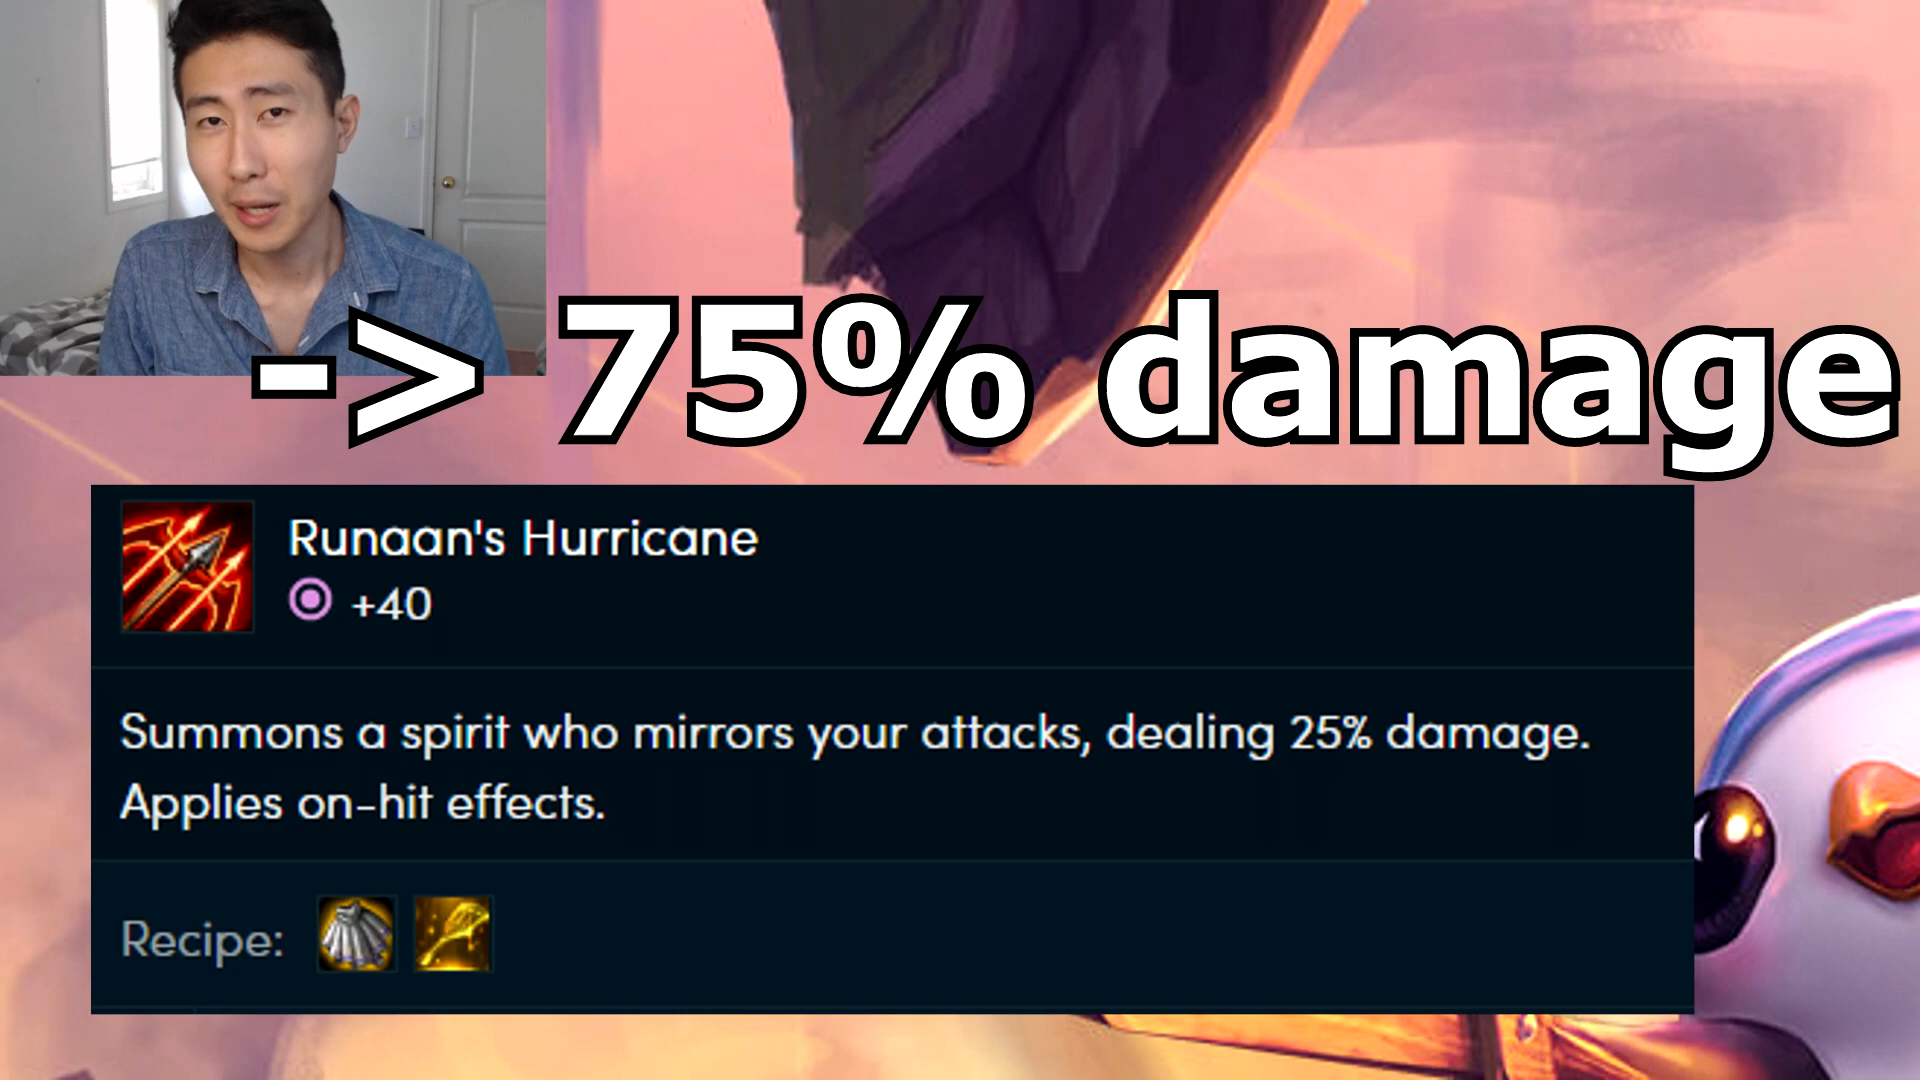 -> 75% damage
Runaan's Hurricane
+40
Summons a spirit who mirrors your attacks, dealing 25% damage.
Applies on-hit effects.
Recipe: